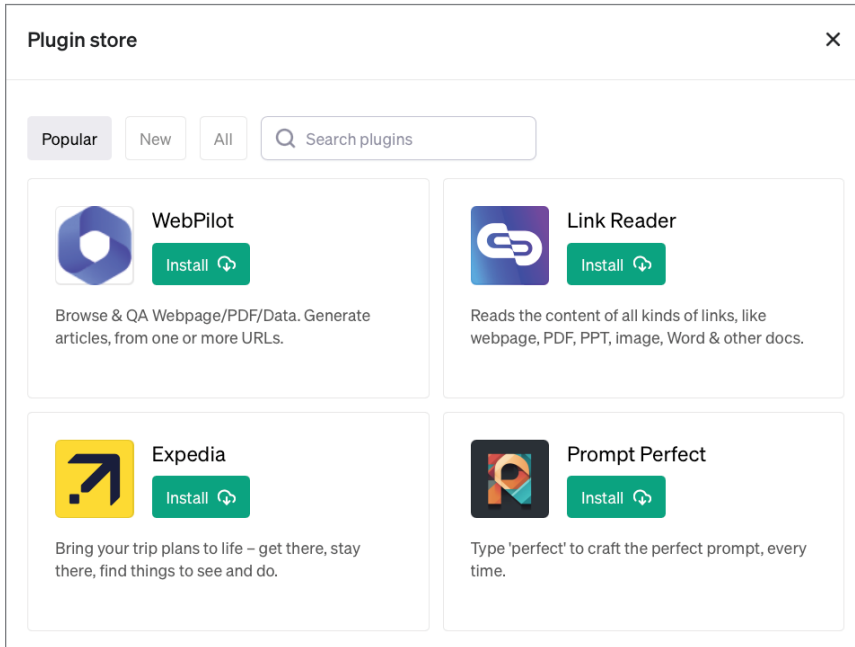 Plugin store
Popular
New
All
Search plugins
WebPilot
Install
Browse & QA Webpage/PDF/Data. Generate
articles, from one or more URLs.
Link Reader
Install
Reads the content of all kinds of links, like
webpage, PDF, PPT, image, Word & other docs.
Expedia
Install
Bring your trip plans to life – get there, stay
there, find things to see and do.
Prompt Perfect
Install
Type 'perfect' to craft the perfect prompt, every
time.